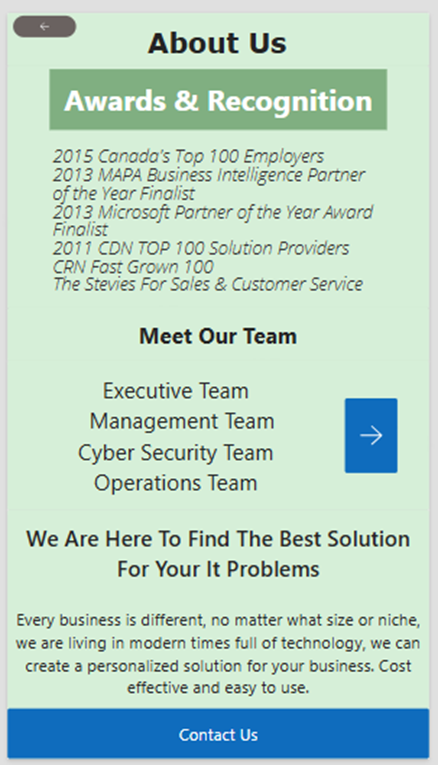 About Us
Awards & Recognition
2015 Canada's Top 100 Employers
2013 MAPA Business Intelligence Partner
of the Year Finalist
2013 Microsoft Partner of the Year Award
Finalist
2011 CDN TOP 100 Solution Providers
CRN Fast Grown 100
The Stevies For Sales & Customer Service
Meet Our Team
Executive Team
Management Team
Cyber Security Team
Operations Team
We Are Here To Find The Best Solution
For Your It Problems
Every business is different, no matter what size or niche,
we are living in modern times full of technology, we can
create a personalized solution for your business. Cost
effective and easy to use.
Contact Us